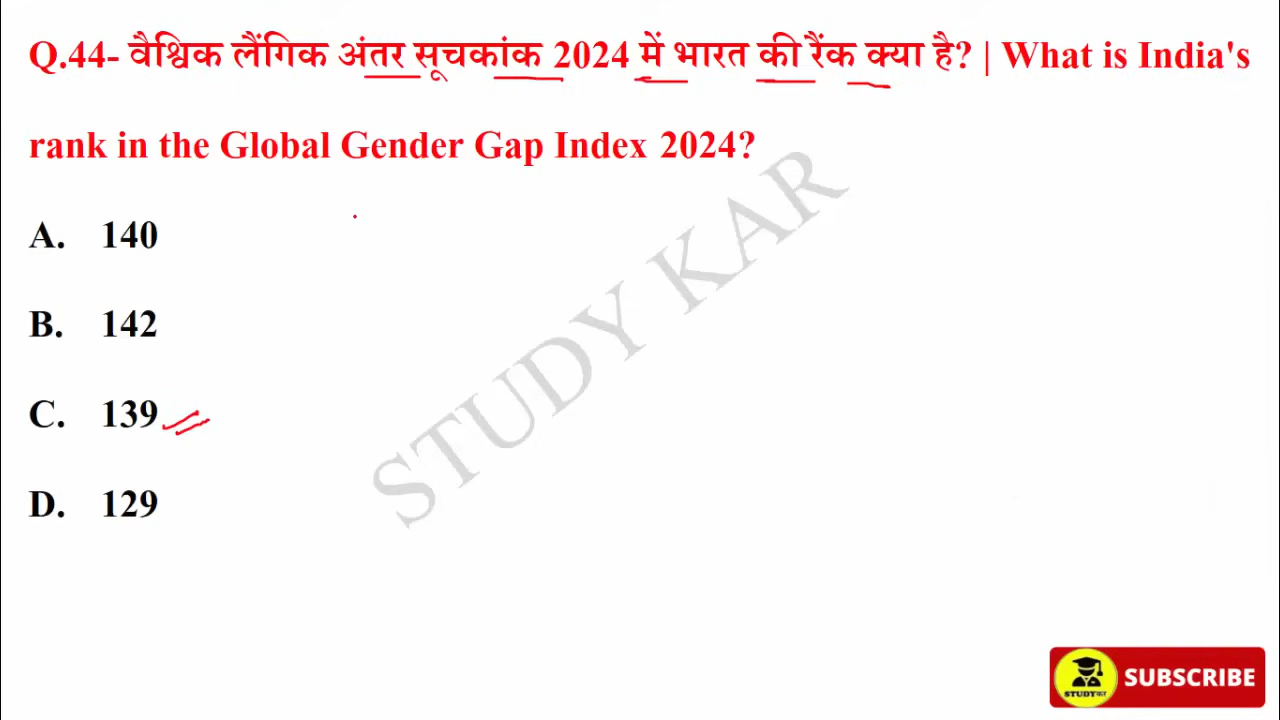 Q.44- वैश्विक लैंगिक अंतर सूचकांक 2024 में भारत की रैंक क्या है? | What is India's
rank in the Global Gender Gap Index 2024?
A. 140
B. 142
C. 139
D. 129
STUDY KAR
STUDYकर
SUBSCRIBE